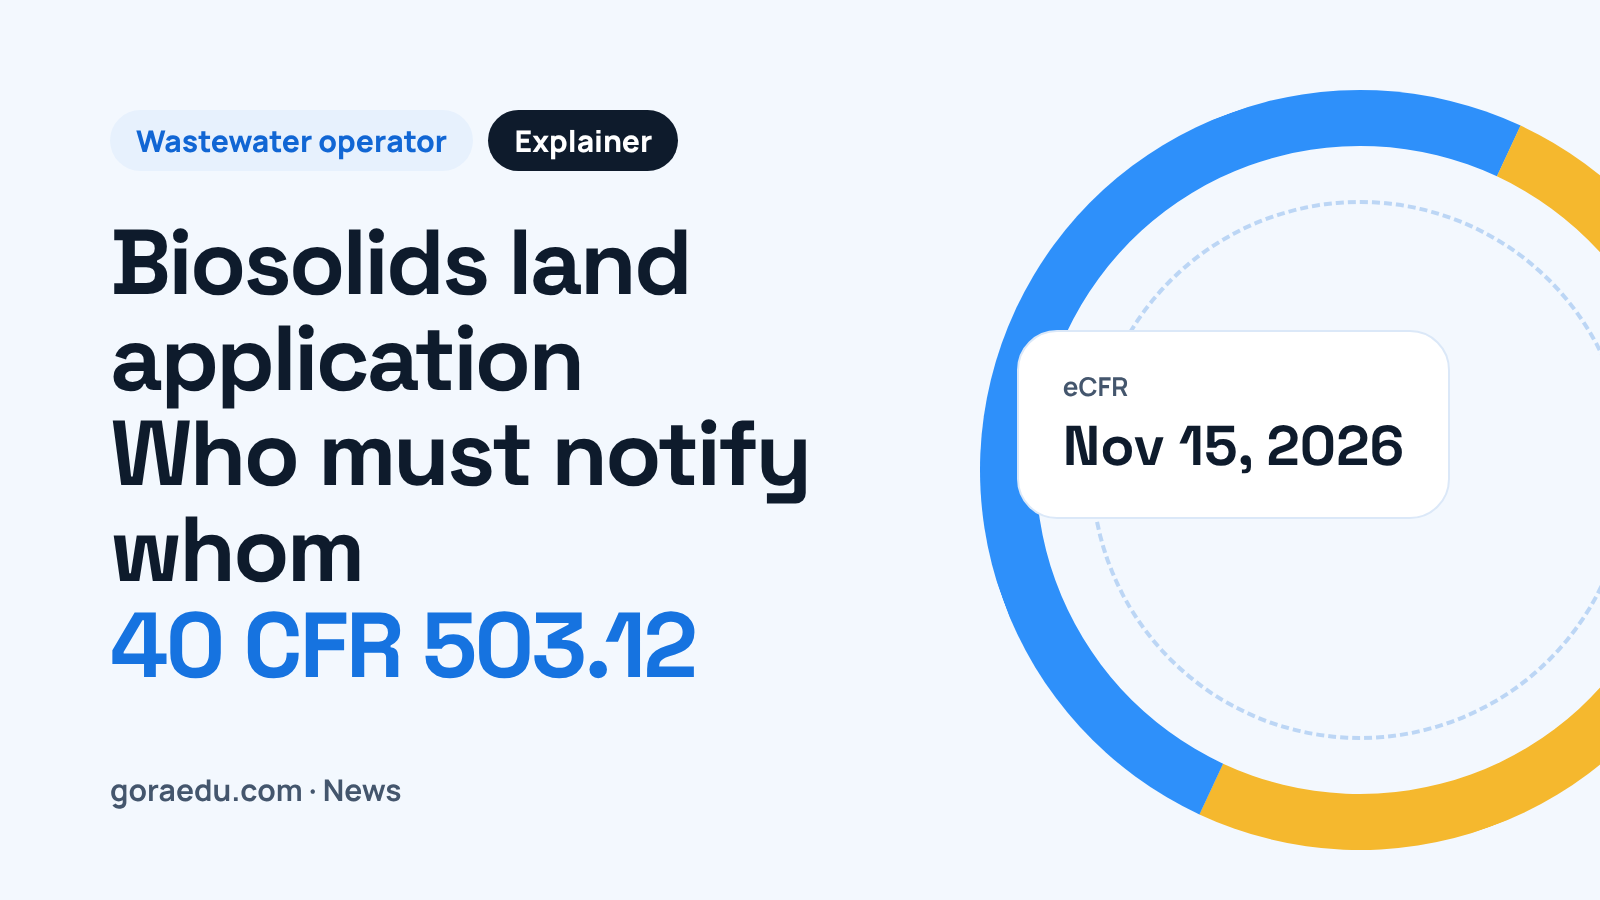 Wastewater operator
Explainer
Biosolids land
application
Who must notify
whom
40 CFR 503.12
eCFR
Nov 15, 2026
goraedu.com · News